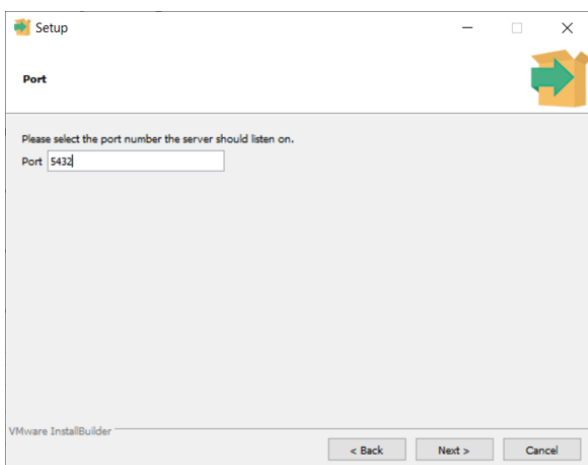 Setup
Port
Please select the port number the server should listen on.
Port 5432
VMware InstallBuilder
< Back Next > Cancel